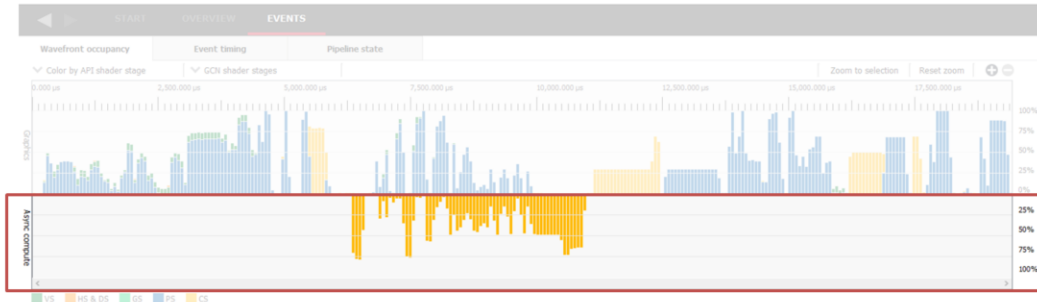 START OVERVIEW EVENTS
Wavefront occupancy Event timing Pipeline state
Color by API shader stage GCN shader stages Zoom to selection Reset zoom
0.000 µs 2,500.000 µs 5,000.000 µs 7,500.000 µs 10,000.000 µs 12,500.000 µs 15,000.000 µs 17,500.000 µs
Graphics
100%
75%
50%
25%
0%
Async compute
25%
50%
75%
100%
VS HS & DS GS PS CS